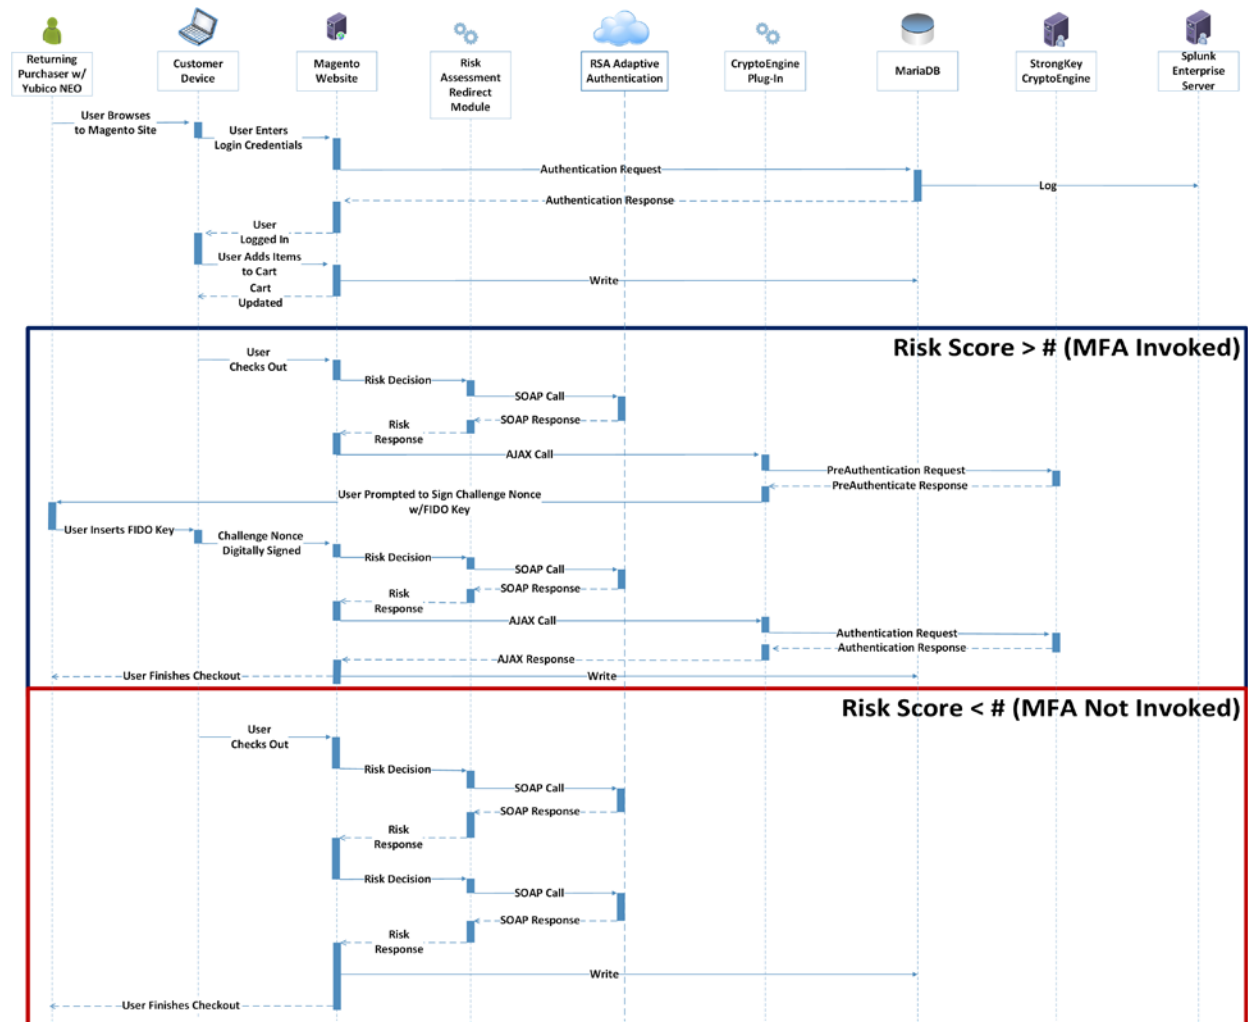 Returning
Purchaser w/
Yubico NEO
Customer
Device
Magento
Website
Risk
Assessment
Redirect
Module
RSA Adaptive
Authentication
CryptoEngine
Plug-In
MariaDB
StrongKey
CryptoEngine
Splunk
Enterprise
Server
User Browses
to Magento Site
User Enters
Login Credentials
Authentication Request
Log
Authentication Response
User
Logged In
User Adds Items
to Cart
Write
Cart
Updated
Risk Score > # (MFA Invoked)
User
Checks Out
Risk Decision
SOAP Call
SOAP Response
Risk
Response
AJAX Call
PreAuthentication Request
PreAuthenticate Response
User Prompted to Sign Challenge Nonce
w/FIDO Key
User Inserts FIDO Key
Challenge Nonce
Digitally Signed
Risk Decision
SOAP Call
SOAP Response
Risk
Response
AJAX Call
Authentication Request
Authentication Response
AJAX Response
User Finishes Checkout
Write
Risk Score < # (MFA Not Invoked)
User
Checks Out
Risk Decision
SOAP Call
SOAP Response
Risk
Response
Risk Decision
SOAP Call
SOAP Response
Risk
Response
Write
User Finishes Checkout